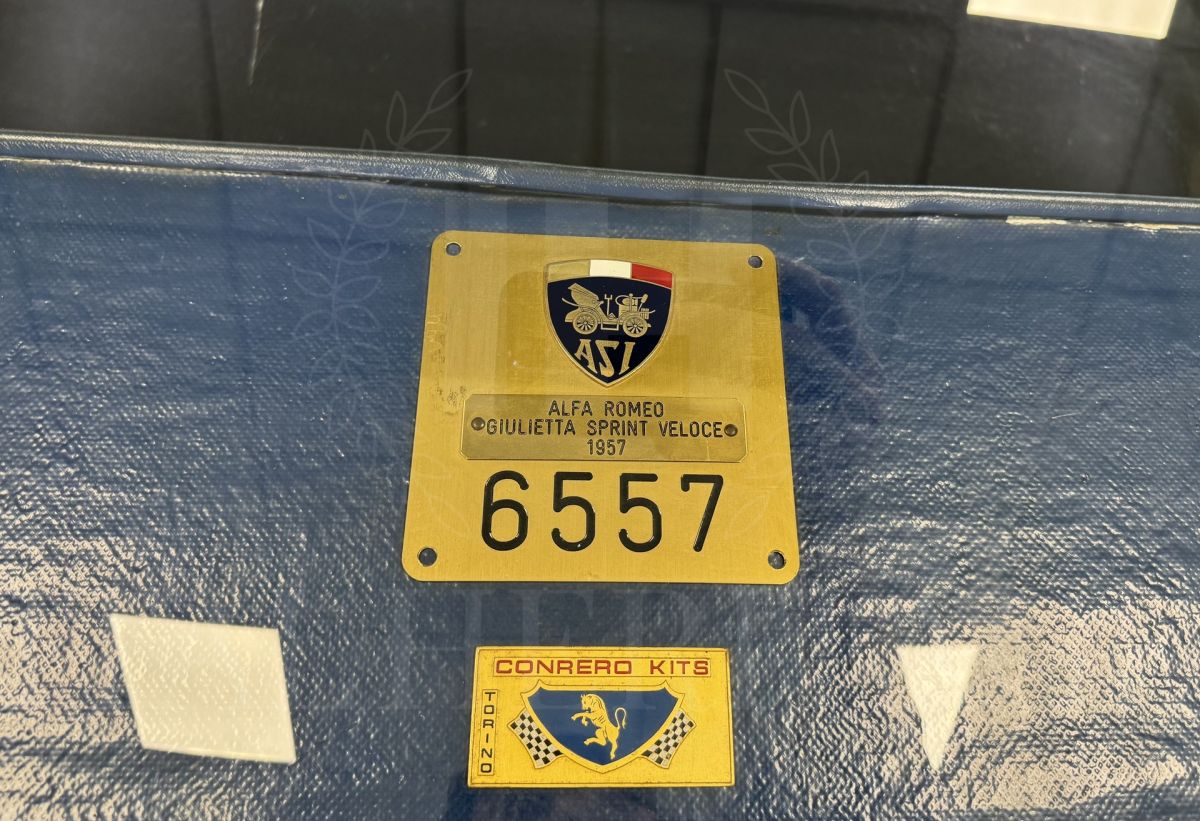 ASI
ALFA ROMEO
GIULIETTA SPRINT VELOCE
1957
6557
CONRERO KITS
TORINO